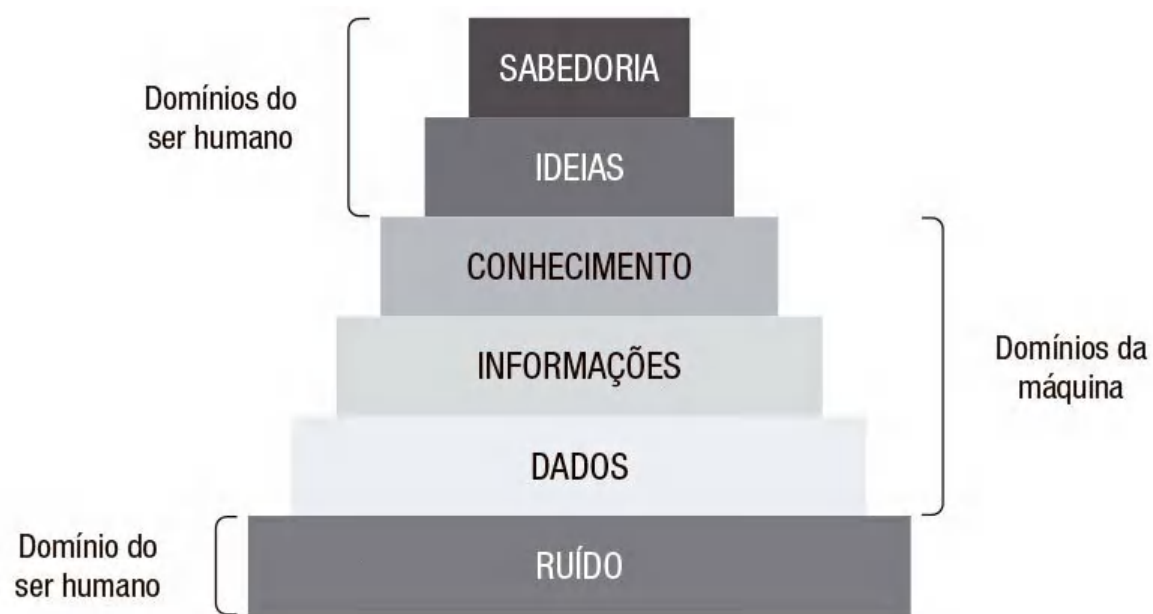 SABEDORIA
Domínios do
ser humano
IDEIAS
CONHECIMENTO
INFORMAÇÕES
Domínios da
máquina
DADOS
Domínio do
ser humano
RUÍDO